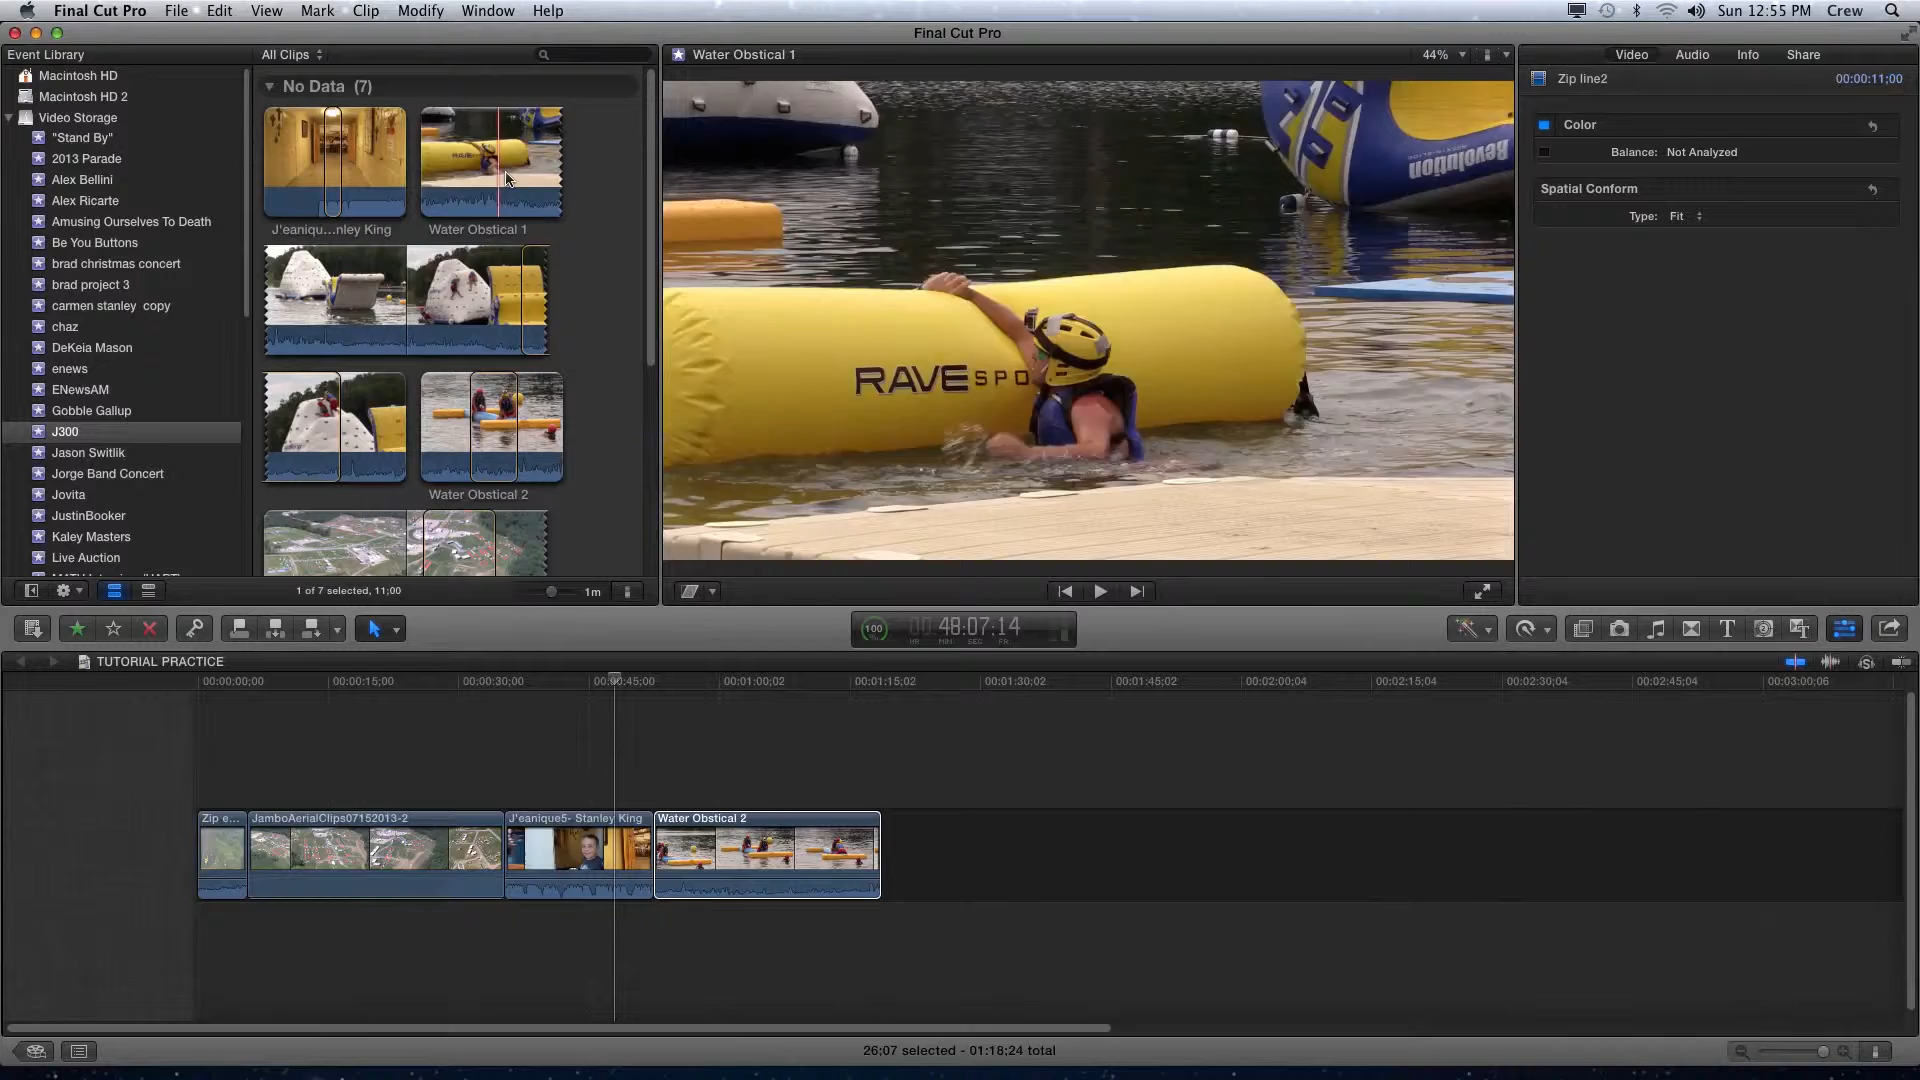 Final Cut Pro File Edit View Mark Clip Modify Window Help Sun 12:55 PM Crew
Final Cut Pro
Event Library
Macintosh HD
Macintosh HD 2
Video Storage
"Stand By"
2013 Parade
Alex Bellini
Alex Ricarte
Amusing Ourselves To Death
Be You Buttons
brad christmas concert
brad project 3
carmen stanley copy
chaz
DeKeia Mason
enews
ENewsAM
Gobble Gallup
J300
Jason Switlik
Jorge Band Concert
Jovita
JustinBooker
Kaley Masters
Live Auction
All Clips
No Data (7)
J'eaniqu...nley King
Water Obstical 1
Water Obstical 2
1 of 7 selected, 11;00
1m
Water Obstical 1
44%
Revolution
RAVE SPO
Video Audio Info Share
Zip line2 00:00:11;00
Color
Balance: Not Analyzed
Spatial Conform
Type: Fit
100 00 48:07;14
HR MIN SEC FR
TUTORIAL PRACTICE
00:00:00;00 00:00:15;00 00:00:30;00 00:00:45;00 00:01:00;02 00:01:15;02 00:01:30;02 00:01:45;02 00:02:00;04 00:02:15;04 00:02:30;04 00:02:45;04 00:03:00;06
Zip e... JamboAerialClips07152013-2 J'eanique5- Stanley King Water Obstical 2
26;07 selected - 01:18;24 total